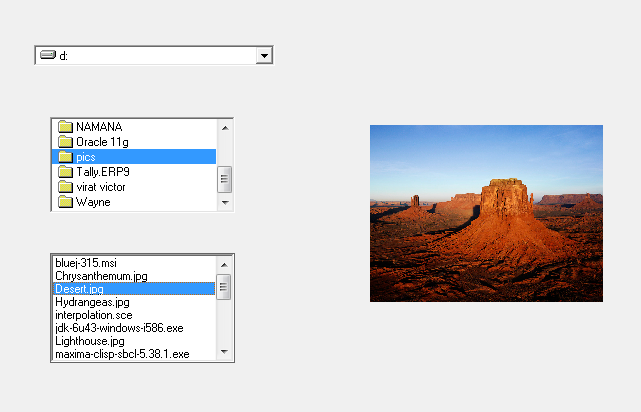 d:
NAMANA
Oracle 11g
pics
Tally.ERP9
virat victor
Wayne
bluej-315.msi
Chrysanthemum.jpg
Desert.jpg
Hydrangeas.jpg
interpolation.sce
jdk-6u43-windows-i586.exe
Lighthouse.jpg
maxima-clisp-sbcl-5.38.1.exe